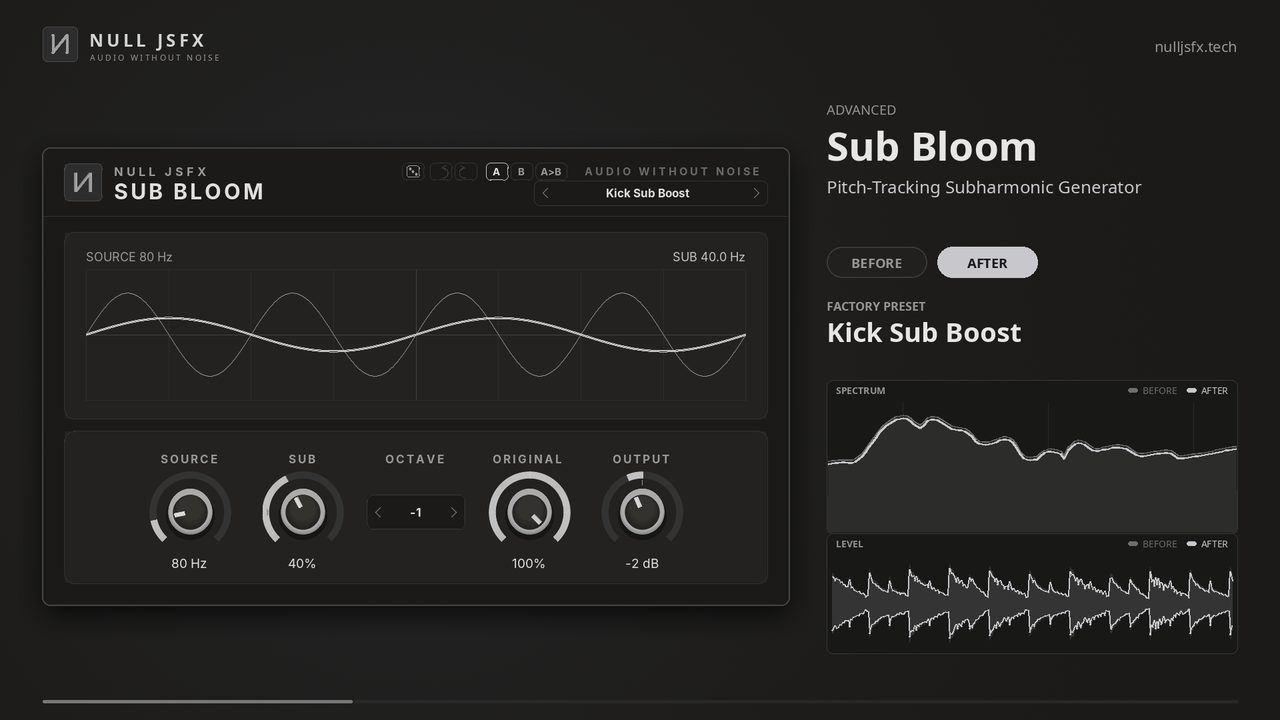 NULL JSFX
AUDIO WITHOUT NOISE
nulljsfx.tech
NULL JSFX
SUB BLOOM
A B A>B
AUDIO WITHOUT NOISE
Kick Sub Boost
SOURCE 80 Hz
SUB 40.0 Hz
SOURCE SUB OCTAVE ORIGINAL OUTPUT
-1
80 Hz 40% 100% -2 dB
ADVANCED
Sub Bloom
Pitch-Tracking Subharmonic Generator
BEFORE AFTER
FACTORY PRESET
Kick Sub Boost
SPECTRUM BEFORE AFTER
LEVEL BEFORE AFTER